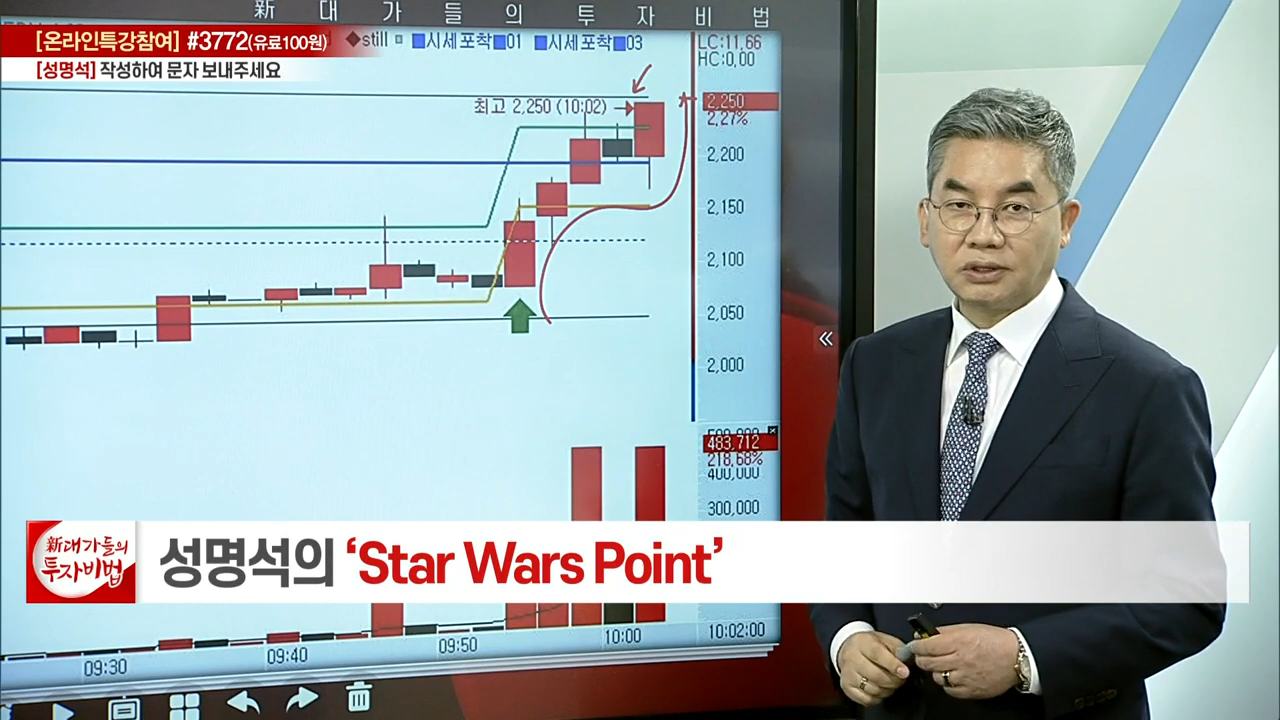 新 대 가 들 의 투 자 비 법
[온라인특강참여] #3772(유료100원)
[성명석] 작성하여 문자 보내주세요
◆still
■시세포착■01 ■시세포착■03
LC:11,66
HC:0,00
최고 2,250 (10:02)
2,250
2,27%
2,200
2,150
2,100
2,050
2,000
483,712
218,68%
400,000
300,000
新대가들의
투자비법
성명석의 ‘Star Wars Point’
09:30
09:40
09:50
10:00
10:02:00